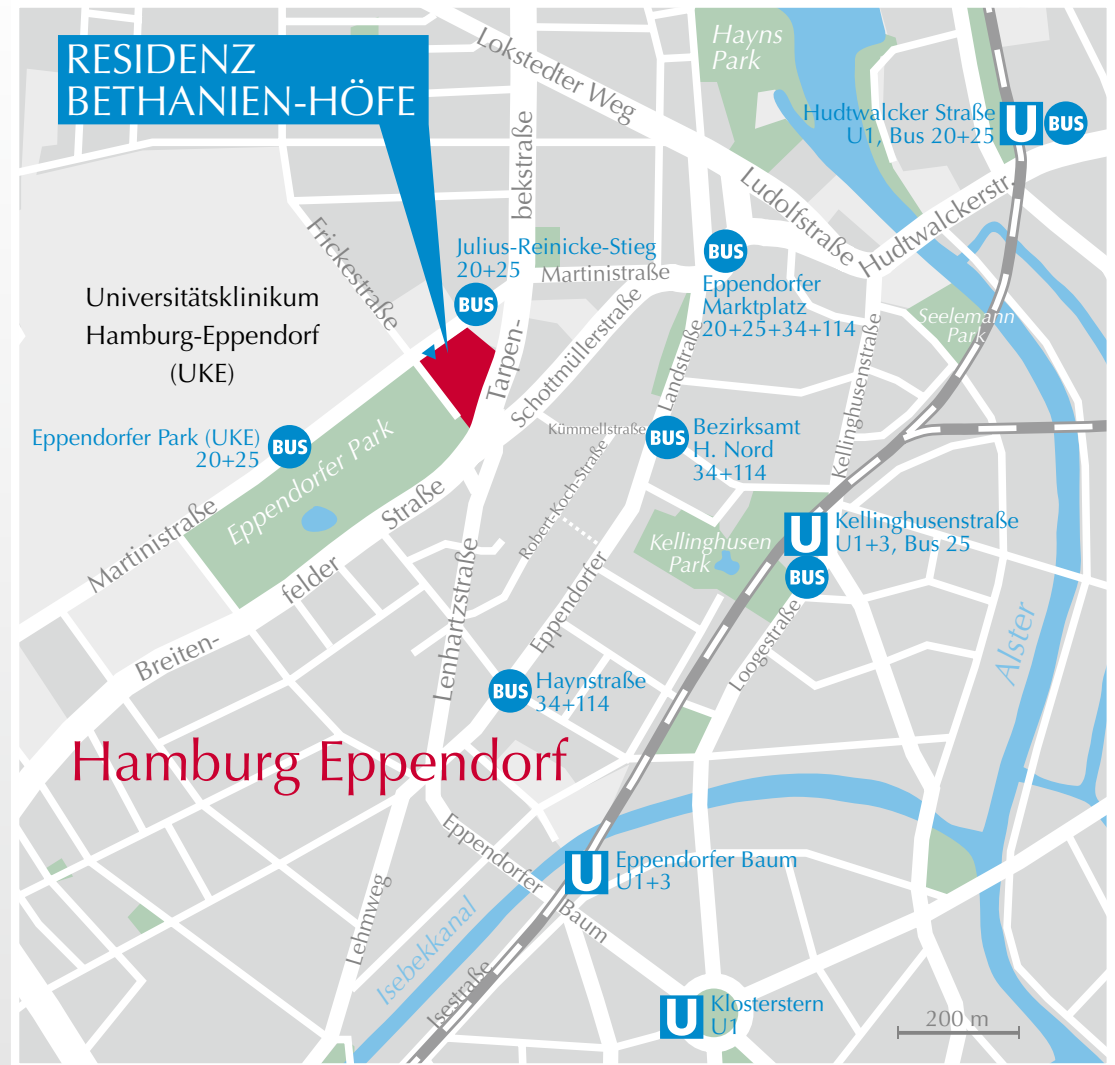 RESIDENZ
BETHANIEN-HÖFE
Lokstedter Weg
Hayns
Park
Hudtwalcker Straße
U1, Bus 20+25
U
BUS
bekstraße
Ludolfstraße
Hudtwalckerstr.
Frickestraße
Julius-Reinicke-Stieg
20+25
BUS
Martinistraße
BUS
Eppendorfer
Marktplatz
20+25+34+114
Universitätsklinikum
Hamburg-Eppendorf
(UKE)
Seelemann
Park
Tarpen-
Schottmüllerstraße
Landstraße
Kellinghusenstraße
Kümmellstraße
BUS
Bezirksamt
H. Nord
34+114
Eppendorfer Park (UKE)
20+25
BUS
Eppendorfer Park
Robert-Koch-Straße
Martinistraße
Straße
felder
Breiten-
Kellinghusen
Park
U
Kellinghusenstraße
U1+3, Bus 25
BUS
Lenhartzstraße
Eppendorfer
Loogestraße
Alster
BUS
Haynstraße
34+114
Hamburg Eppendorf
Eppendorfer
Baum
U
Eppendorfer Baum
U1+3
Lehmweg
Isebekkanal
Isestraße
U
Klosterstern
U1
200 m